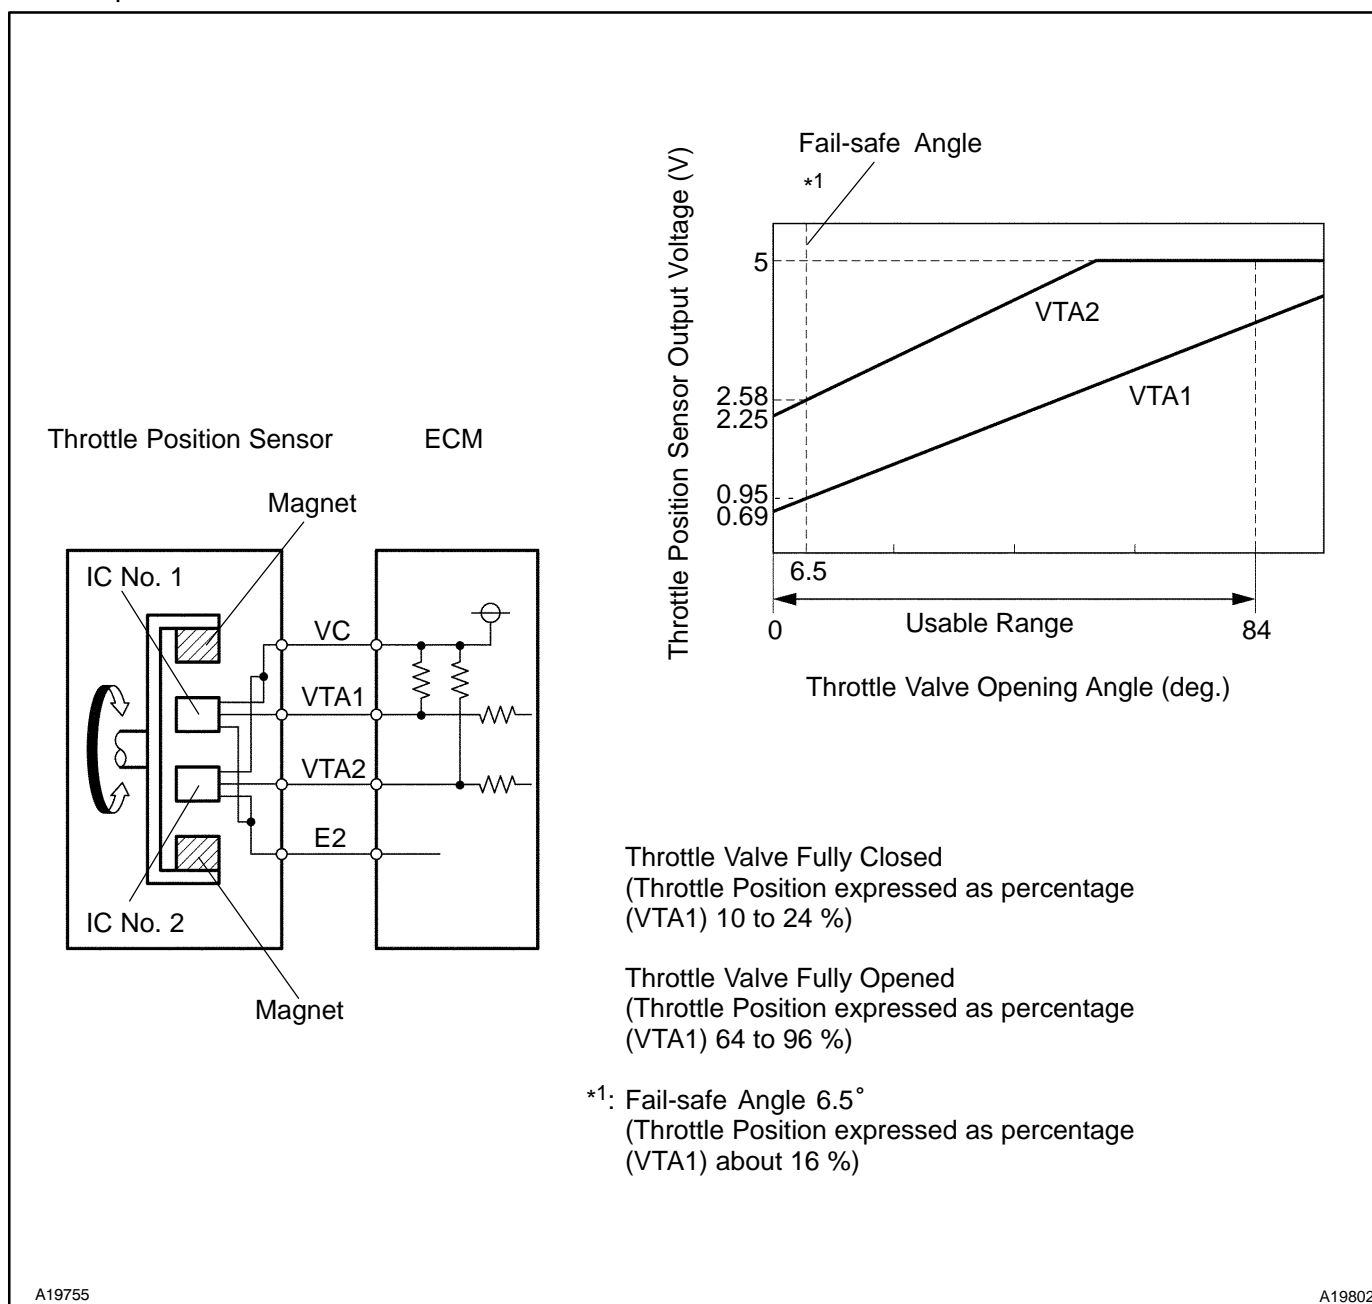 Throttle Position Sensor
ECM
Magnet
IC No. 1
VC
VTA1
VTA2
E2
IC No. 2
Magnet
Fail-safe Angle
*1
Throttle Position Sensor Output Voltage (V)
5
VTA2
2.58
2.25
VTA1
0.95
0.69
6.5
Usable Range
0
84
Throttle Valve Opening Angle (deg.)
Throttle Valve Fully Closed
(Throttle Position expressed as percentage
(VTA1) 10 to 24 %)
Throttle Valve Fully Opened
(Throttle Position expressed as percentage
(VTA1) 64 to 96 %)
*1: Fail-safe Angle 6.5°
(Throttle Position expressed as percentage
(VTA1) about 16 %)
A19755
A19802